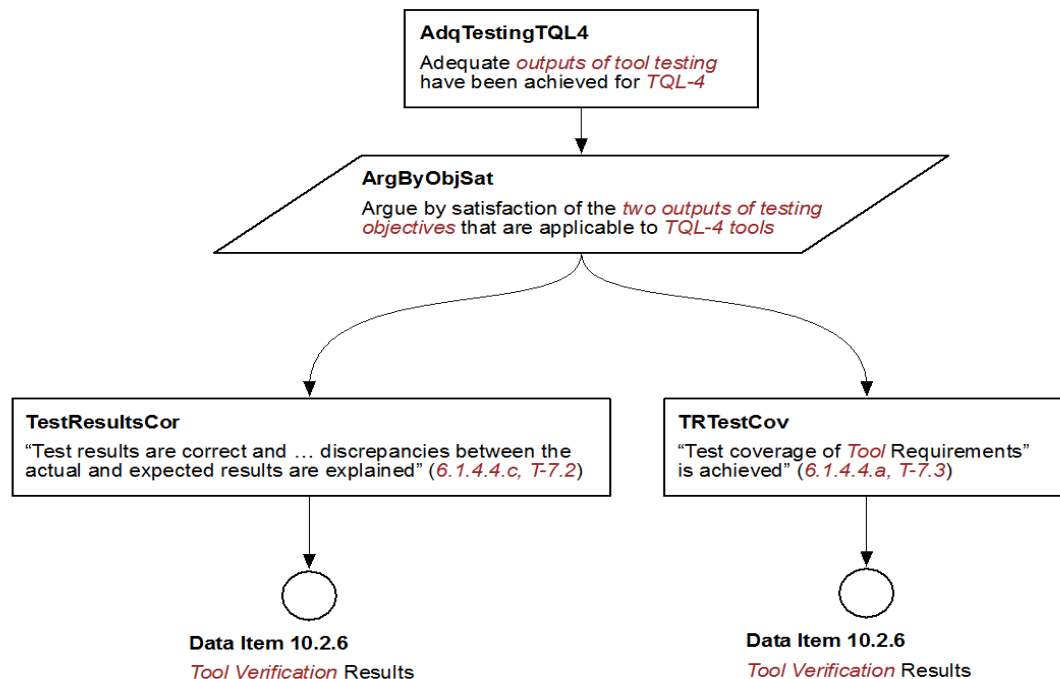 AdqTestingTQL4
Adequate outputs of tool testing
have been achieved for TQL-4
ArgByObjSat
Argue by satisfaction of the two outputs of testing
objectives that are applicable to TQL-4 tools
TestResultsCor
“Test results are correct and … discrepancies between the
actual and expected results are explained” (6.1.4.4.c, T-7.2)
TRTestCov
“Test coverage of Tool Requirements”
is achieved” (6.1.4.4.a, T-7.3)
Data Item 10.2.6
Tool Verification Results
Data Item 10.2.6
Tool Verification Results